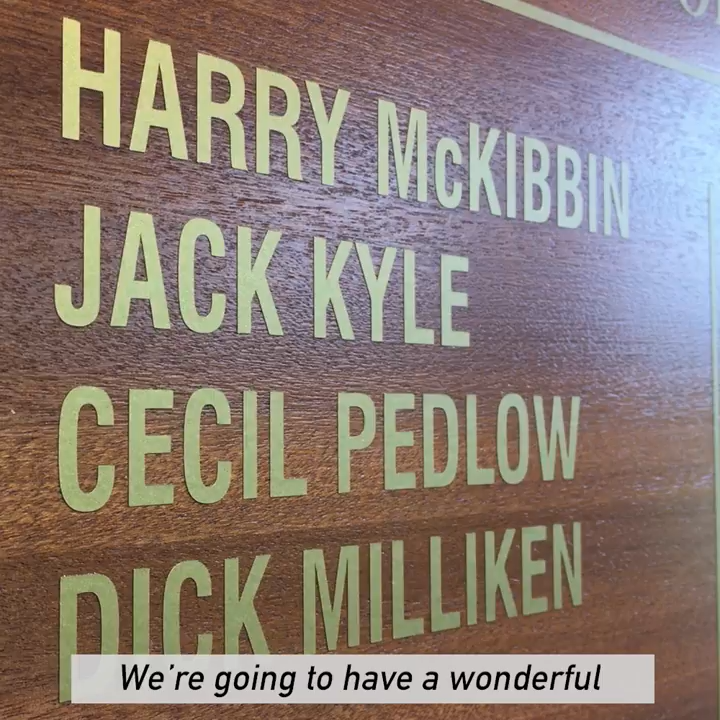 HARRY McKIBBIN
JACK KYLE
CECIL PEDLOW
DICK MILLIKEN
We're going to have a wonderful